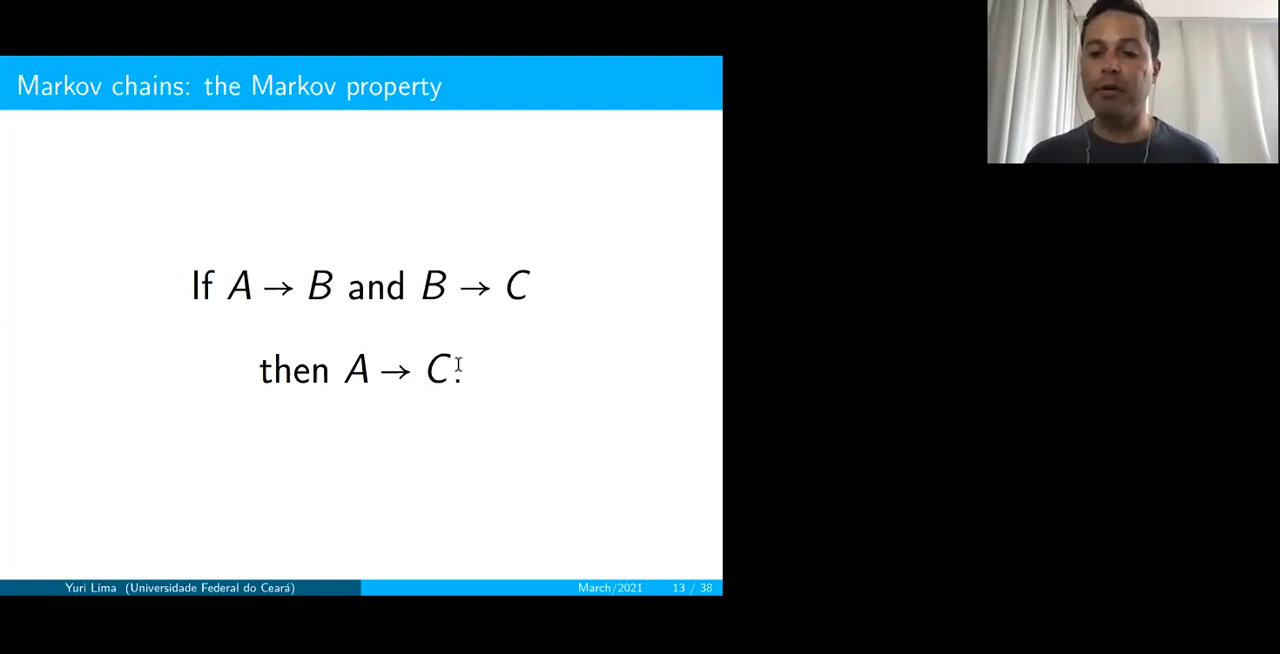 Markov chains: the Markov property
If A → B and B → C
then A → C.
Yuri Lima (Universidade Federal do Ceará) March/2021 13 / 38